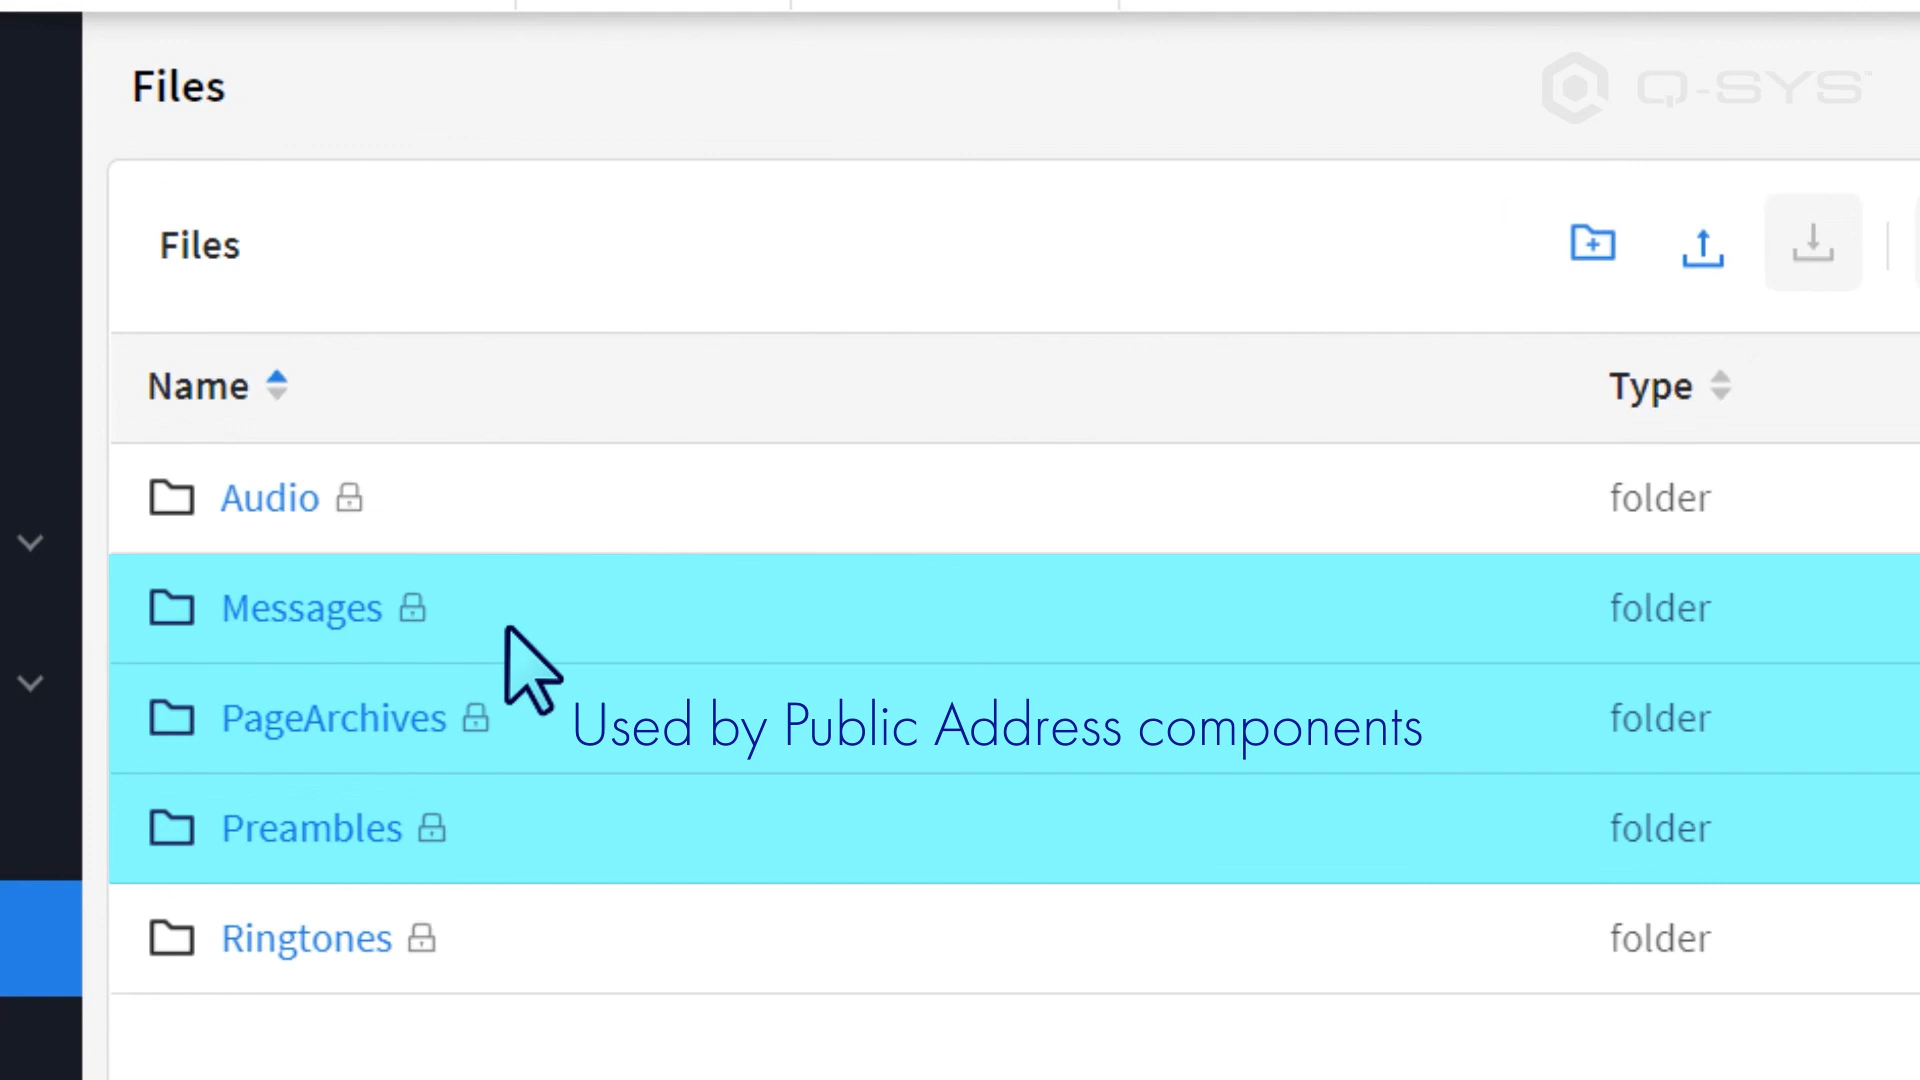 Files
Q-SYS™
Files
Name Type
Audio folder
Messages folder
PageArchives folder
Used by Public Address components
Preambles folder
Ringtones folder